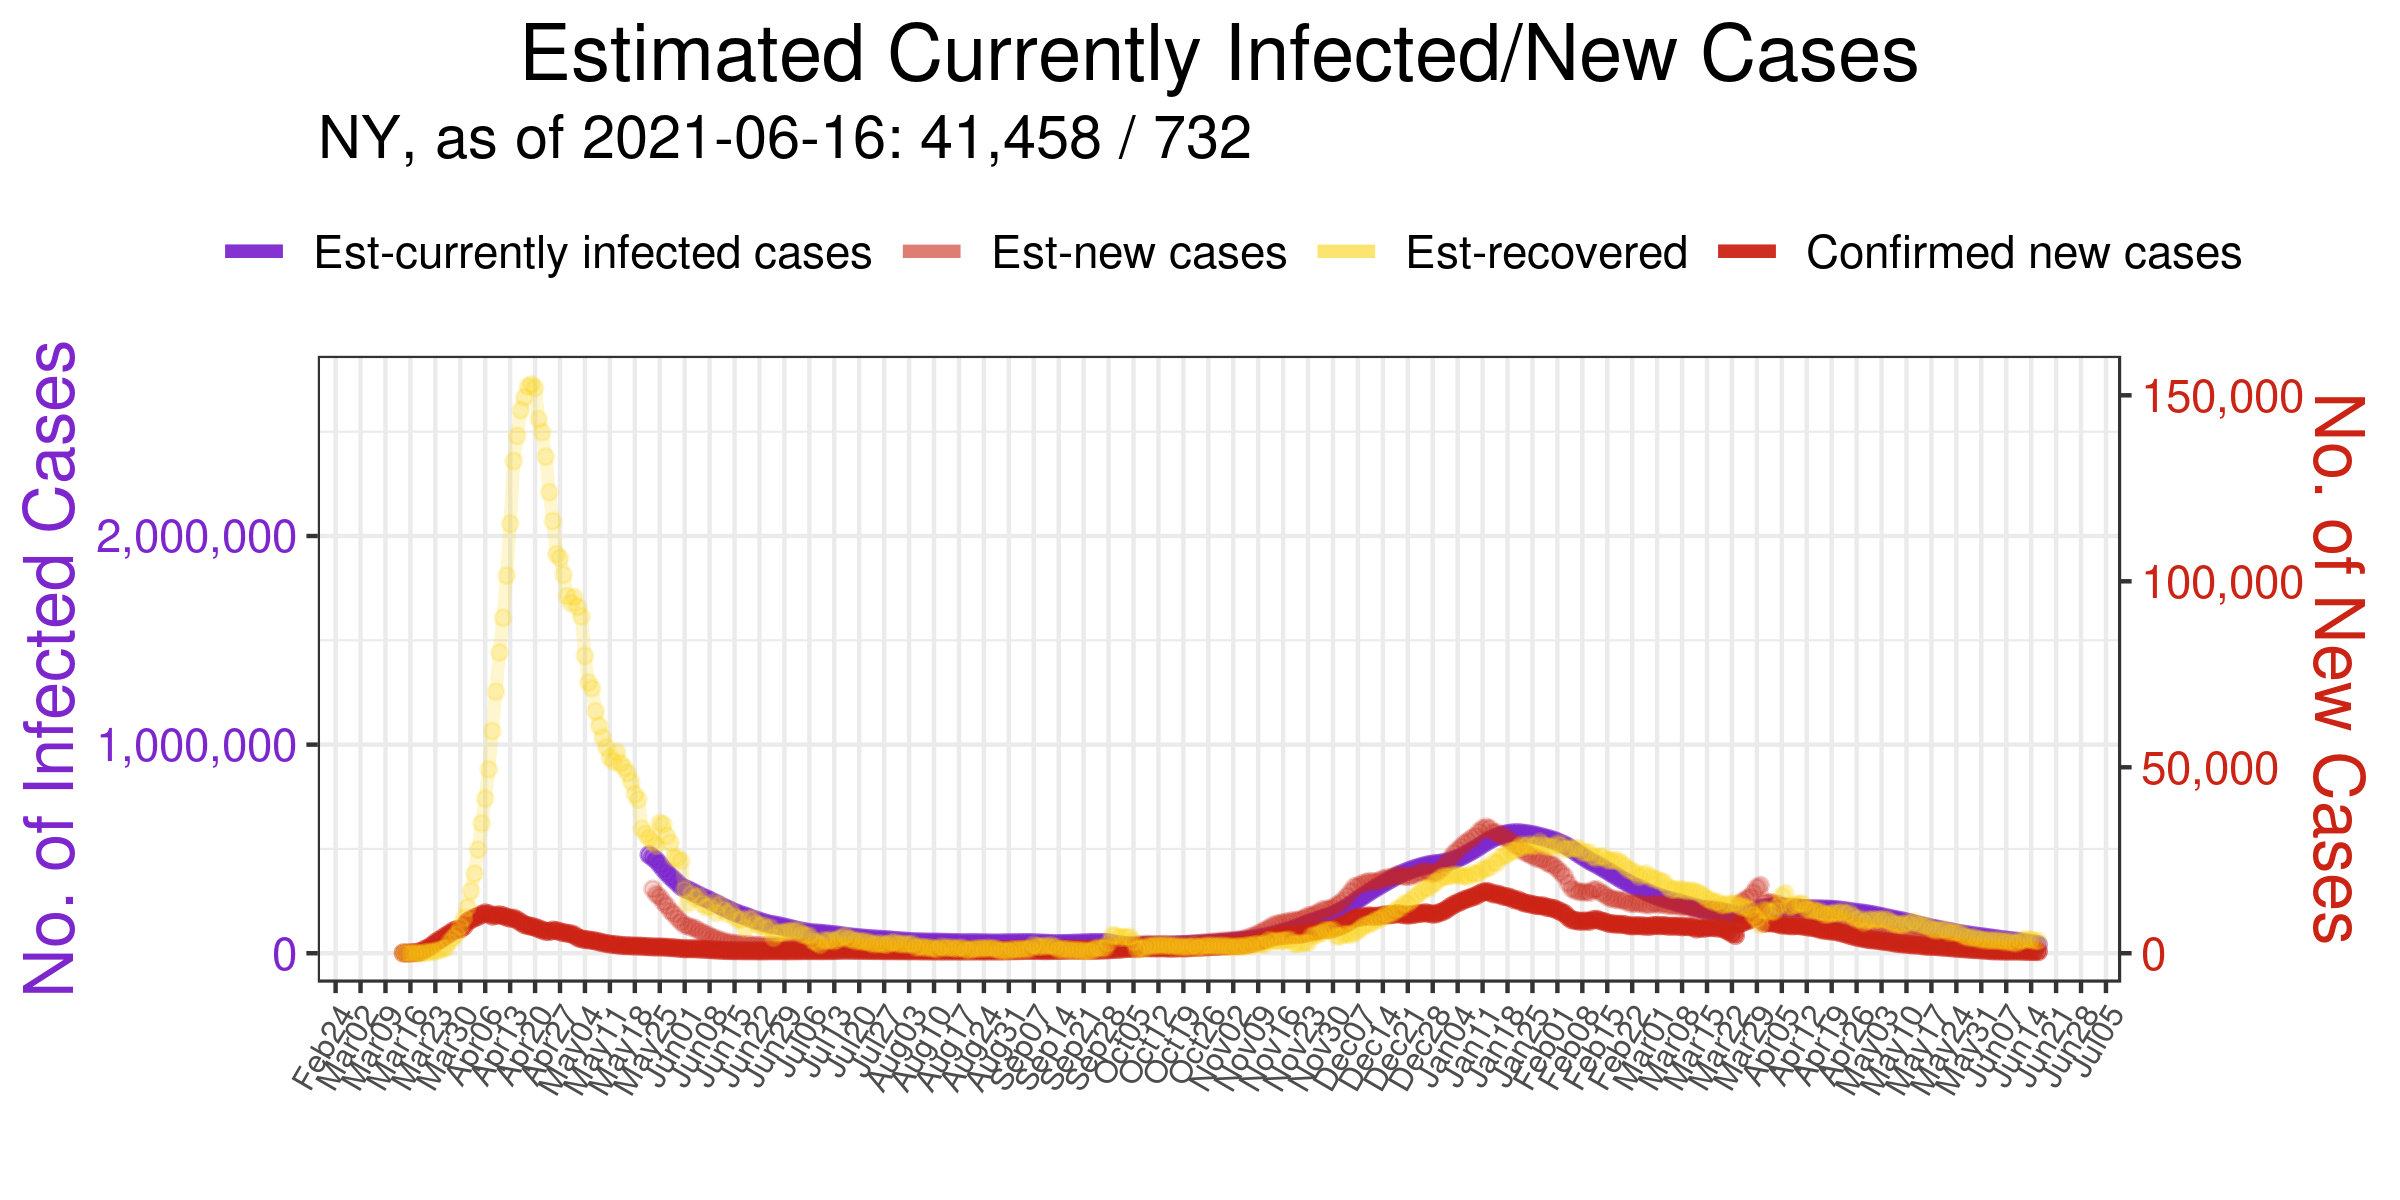 Estimated Currently Infected/New Cases
NY, as of 2021-06-16: 41,458 / 732
Est-currently infected cases Est-new cases Est-recovered Confirmed new cases
No. of Infected Cases
2,000,000
1,000,000
0
150,000
100,000
50,000
0
No. of New Cases
Feb24 Mar02 Mar09 Mar16 Mar23 Mar30 Apr06 Apr13 Apr20 Apr27 May04 May11 May18 May25 Jun01 Jun08 Jun15 Jun22 Jun29 Jul06 Jul13 Jul20 Jul27 Aug03 Aug10 Aug17 Aug24 Aug31 Sep07 Sep14 Sep21 Sep28 Oct05 Oct12 Oct19 Oct26 Nov02 Nov09 Nov16 Nov23 Nov30 Dec07 Dec14 Dec21 Dec28 Jan04 Jan11 Jan18 Jan25 Feb01 Feb08 Feb15 Feb22 Mar01 Mar08 Mar15 Mar22 Mar29 Apr05 Apr12 Apr19 Apr26 May03 May10 May17 May24 May31 Jun07 Jun14 Jun21 Jun28 Jul05